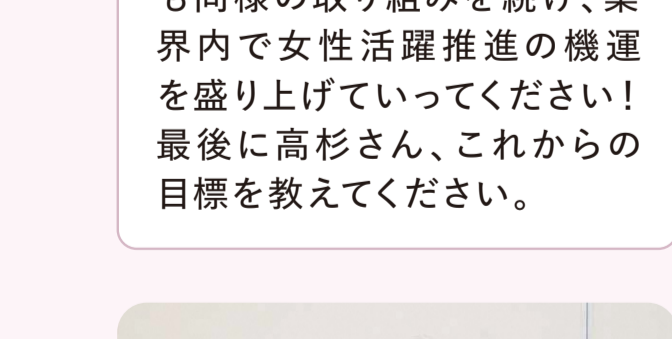 も同様の取り組みを続け、業
界内で女性活躍推進の機運
を盛り上げていってください！
最後に高杉さん、これからの
目標を教えてください。